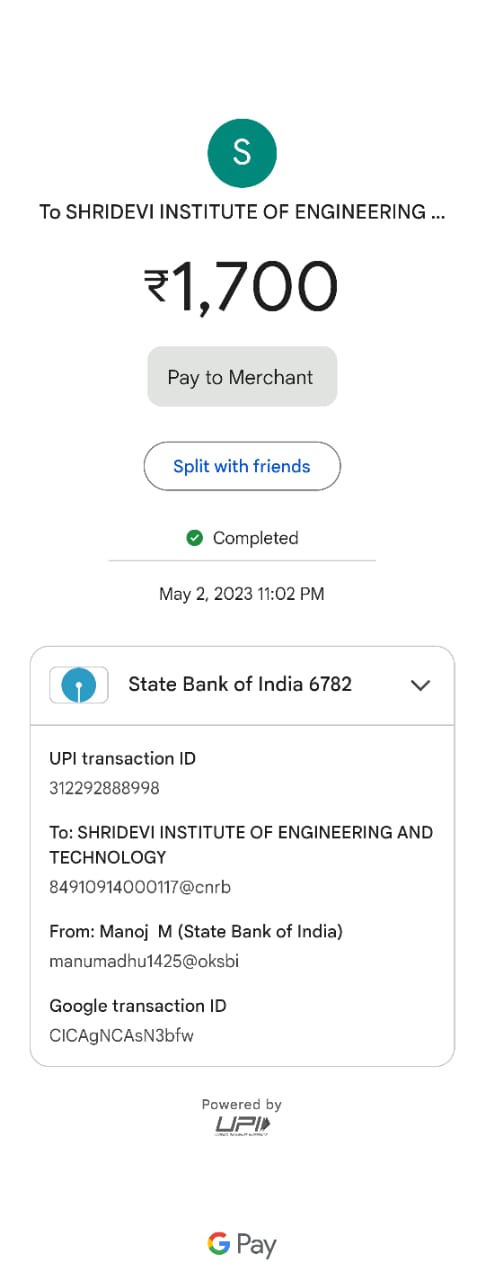 S
To SHRIDEVI INSTITUTE OF ENGINEERING ...
₹1,700
Pay to Merchant
Split with friends
Completed
May 2, 2023 11:02 PM
State Bank of India 6782
UPI transaction ID
312292888998
To: SHRIDEVI INSTITUTE OF ENGINEERING AND
TECHNOLOGY
84910914000117@cnrb
From: Manoj M (State Bank of India)
manumadhu1425@oksbi
Google transaction ID
CICAgNCAsN3bfw
Powered by
UPI
G Pay